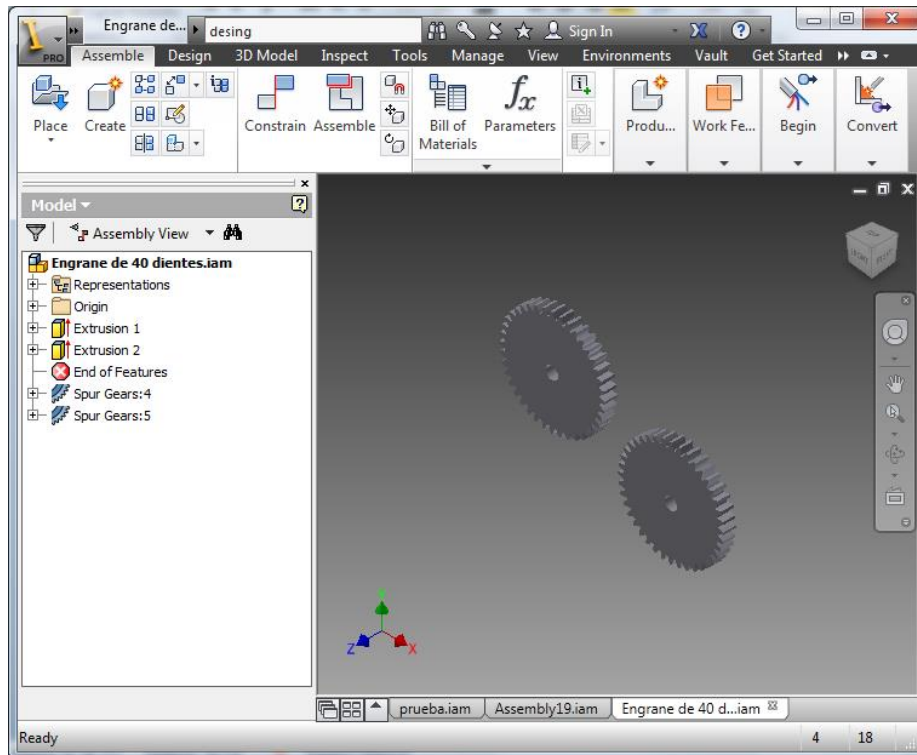 Engrane de... desing Sign In
PRO Assemble Design 3D Model Inspect Tools Manage View Environments Vault Get Started
Place Create Constrain Assemble Bill of Materials fx Parameters Produ... Work Fe... Begin Convert
Model
Assembly View
Engrane de 40 dientes.iam
Representations
Origin
Extrusion 1
Extrusion 2
End of Features
Spur Gears:4
Spur Gears:5
Y
Z X
prueba.iam Assembly19.iam Engrane de 40 d...iam
Ready 4 18